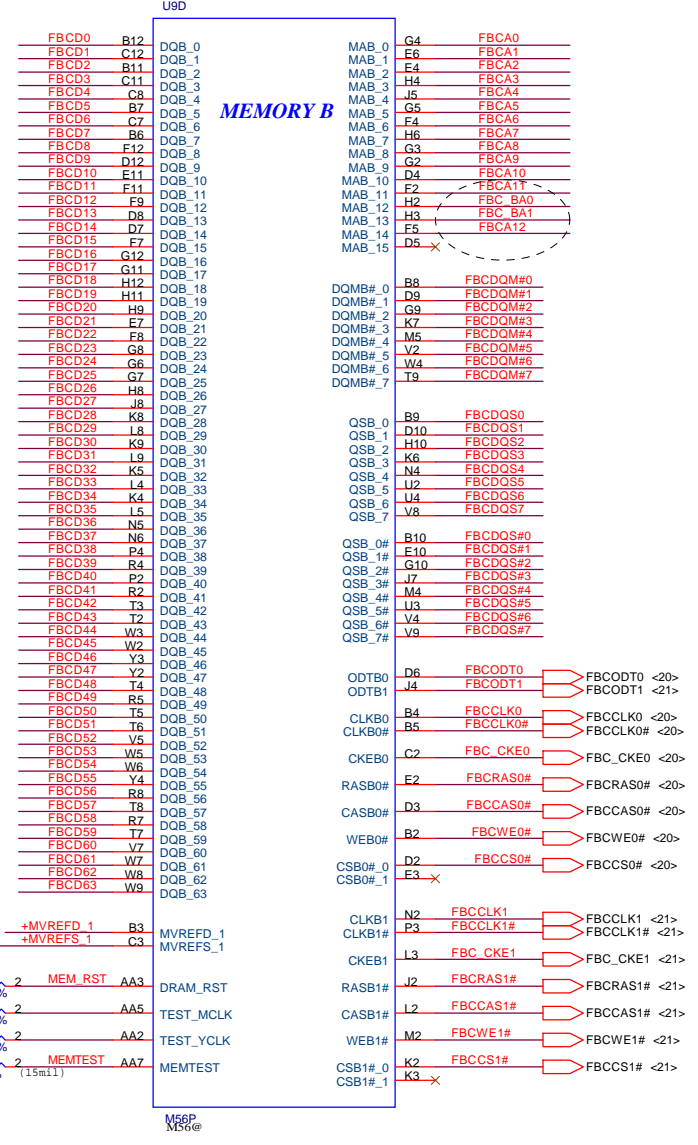 U9D
MEMORY B
FBCD0 B12 DQB_0
FBCD1 C12 DQB_1
FBCD2 B11 DQB_2
FBCD3 C11 DQB_3
FBCD4 C8 DQB_4
FBCD5 B7 DQB_5
FBCD6 C7 DQB_6
FBCD7 B6 DQB_7
FBCD8 F12 DQB_8
FBCD9 D12 DQB_9
FBCD10 E11 DQB_10
FBCD11 F11 DQB_11
FBCD12 F9 DQB_12
FBCD13 D8 DQB_13
FBCD14 D7 DQB_14
FBCD15 F7 DQB_15
FBCD16 G12 DQB_16
FBCD17 G11 DQB_17
FBCD18 H12 DQB_18
FBCD19 H11 DQB_19
FBCD20 H9 DQB_20
FBCD21 E7 DQB_21
FBCD22 F8 DQB_22
FBCD23 G8 DQB_23
FBCD24 G6 DQB_24
FBCD25 G7 DQB_25
FBCD26 H8 DQB_26
FBCD27 J8 DQB_27
FBCD28 K8 DQB_28
FBCD29 L8 DQB_29
FBCD30 K9 DQB_30
FBCD31 L9 DQB_31
FBCD32 K5 DQB_32
FBCD33 L4 DQB_33
FBCD34 K4 DQB_34
FBCD35 L5 DQB_35
FBCD36 N5 DQB_36
FBCD37 N6 DQB_37
FBCD38 P4 DQB_38
FBCD39 R4 DQB_39
FBCD40 P2 DQB_40
FBCD41 R2 DQB_41
FBCD42 T3 DQB_42
FBCD43 T2 DQB_43
FBCD44 W3 DQB_44
FBCD45 W2 DQB_45
FBCD46 Y3 DQB_46
FBCD47 Y2 DQB_47
FBCD48 T4 DQB_48
FBCD49 R5 DQB_49
FBCD50 T5 DQB_50
FBCD51 T6 DQB_51
FBCD52 V5 DQB_52
FBCD53 W5 DQB_53
FBCD54 W6 DQB_54
FBCD55 Y4 DQB_55
FBCD56 R8 DQB_56
FBCD57 T8 DQB_57
FBCD58 R7 DQB_58
FBCD59 T7 DQB_59
FBCD60 V7 DQB_60
FBCD61 W7 DQB_61
FBCD62 W8 DQB_62
FBCD63 W9 DQB_63
+MVREFD_1 B3 MVREFD_1
+MVREFS_1 C3 MVREFS_1
% 2 MEM_RST AA3 DRAM_RST
% 2 AA5 TEST_MCLK
% 2 AA2 TEST_YCLK
2 MEMTEST AA7 MEMTEST
(15mil)
MAB_0 G4 FBCA0
MAB_1 E6 FBCA1
MAB_2 E4 FBCA2
MAB_3 H4 FBCA3
MAB_4 J5 FBCA4
MAB_5 G5 FBCA5
MAB_6 F4 FBCA6
MAB_7 H6 FBCA7
MAB_8 G3 FBCA8
MAB_9 G2 FBCA9
MAB_10 D4 FBCA10
MAB_11 F2 FBCA11
MAB_12 H2 FBC_BA0
MAB_13 H3 FBC_BA1
MAB_14 F5 FBCA12
MAB_15 D5
DQMB#_0 B8 FBCDQM#0
DQMB#_1 D9 FBCDQM#1
DQMB#_2 G9 FBCDQM#2
DQMB#_3 K7 FBCDQM#3
DQMB#_4 M5 FBCDQM#4
DQMB#_5 V2 FBCDQM#5
DQMB#_6 W4 FBCDQM#6
DQMB#_7 T9 FBCDQM#7
QSB_0 B9 FBCDQS0
QSB_1 D10 FBCDQS1
QSB_2 H10 FBCDQS2
QSB_3 K6 FBCDQS3
QSB_4 N4 FBCDQS4
QSB_5 U2 FBCDQS5
QSB_6 U4 FBCDQS6
QSB_7 V8 FBCDQS7
QSB_0# B10 FBCDQS#0
QSB_1# E10 FBCDQS#1
QSB_2# G10 FBCDQS#2
QSB_3# J7 FBCDQS#3
QSB_4# M4 FBCDQS#4
QSB_5# U3 FBCDQS#5
QSB_6# V4 FBCDQS#6
QSB_7# V9 FBCDQS#7
ODTB0 D6 FBCODT0 FBCODT0 <20>
ODTB1 J4 FBCODT1 FBCODT1 <21>
CLKB0 B4 FBCCLK0 FBCCLK0 <20>
CLKB0# B5 FBCCLK0# FBCCLK0# <20>
CKEB0 C2 FBC_CKE0 FBC_CKE0 <20>
RASB0# E2 FBCRAS0# FBCRAS0# <20>
CASB0# D3 FBCCAS0# FBCCAS0# <20>
WEB0# B2 FBCWE0# FBCWE0# <20>
CSB0#_0 D2 FBCCS0# FBCCS0# <20>
CSB0#_1 E3
CLKB1 N2 FBCCLK1 FBCCLK1 <21>
CLKB1# P3 FBCCLK1# FBCCLK1# <21>
CKEB1 L3 FBC_CKE1 FBC_CKE1 <21>
RASB1# J2 FBCRAS1# FBCRAS1# <21>
CASB1# L2 FBCCAS1# FBCCAS1# <21>
WEB1# M2 FBCWE1# FBCWE1# <21>
CSB1#_0 K2 FBCCS1# FBCCS1# <21>
CSB1#_1 K3
M56P
M56@